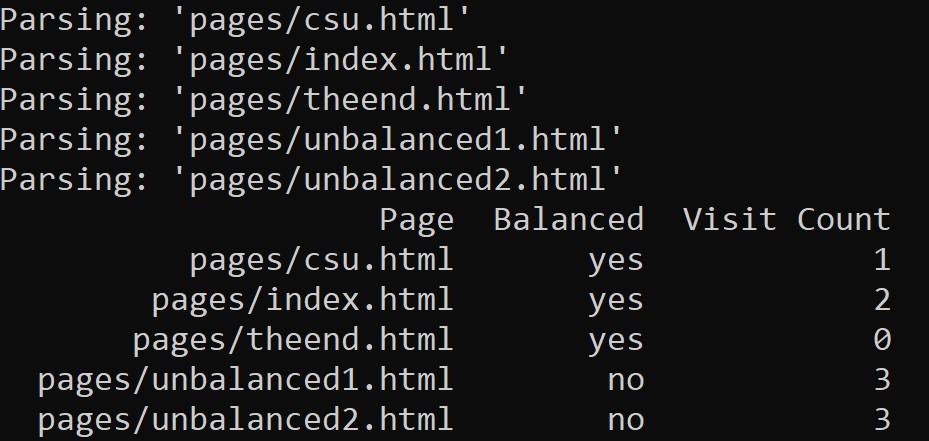 Parsing: 'pages/csu.html'
Parsing: 'pages/index.html'
Parsing: 'pages/theend.html'
Parsing: 'pages/unbalanced1.html'
Parsing: 'pages/unbalanced2.html'
Page  Balanced  Visit Count
pages/csu.html       yes            1
pages/index.html       yes            2
pages/theend.html       yes            0
pages/unbalanced1.html        no            3
pages/unbalanced2.html        no            3